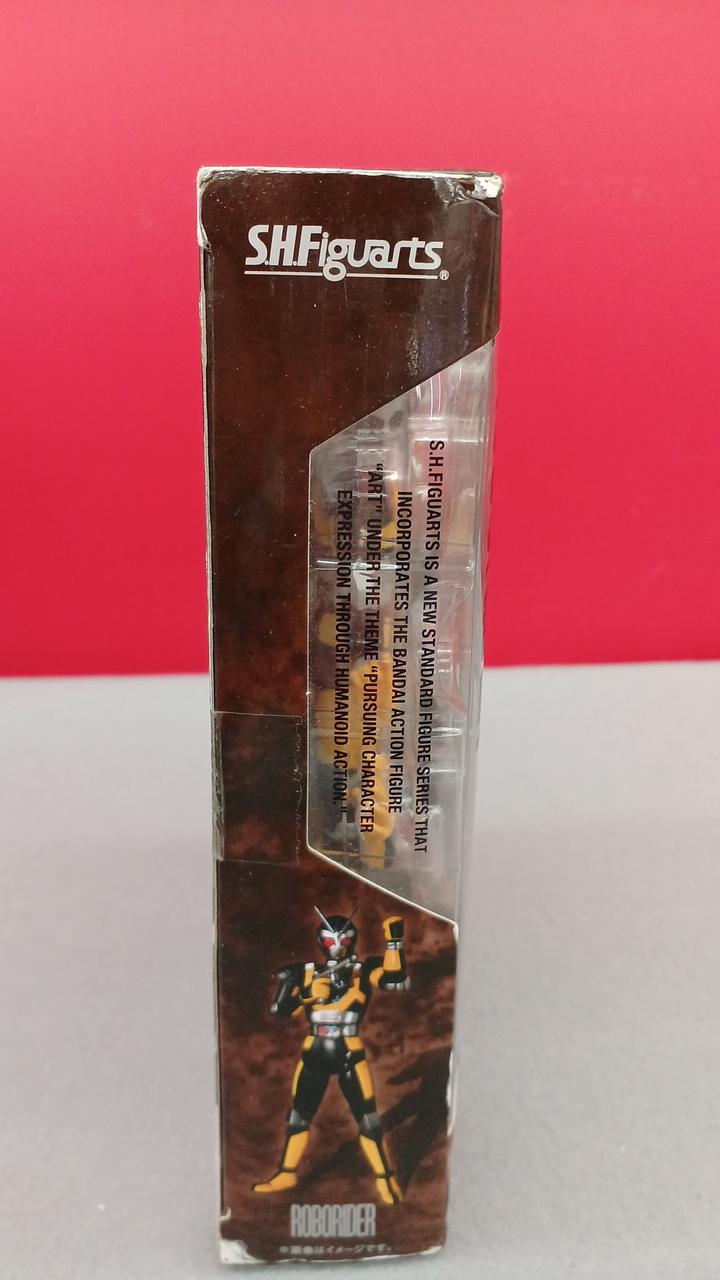 S.H.Figuarts®
S.H.FIGUARTS IS A NEW STANDARD FIGURE SERIES THAT
INCORPORATES THE BANDAI ACTION FIGURE
"ART" UNDER THE THEME "PURSUING CHARACTER
EXPRESSION THROUGH HUMANOID ACTION."
ROBORIDER
※画像はイメージです。